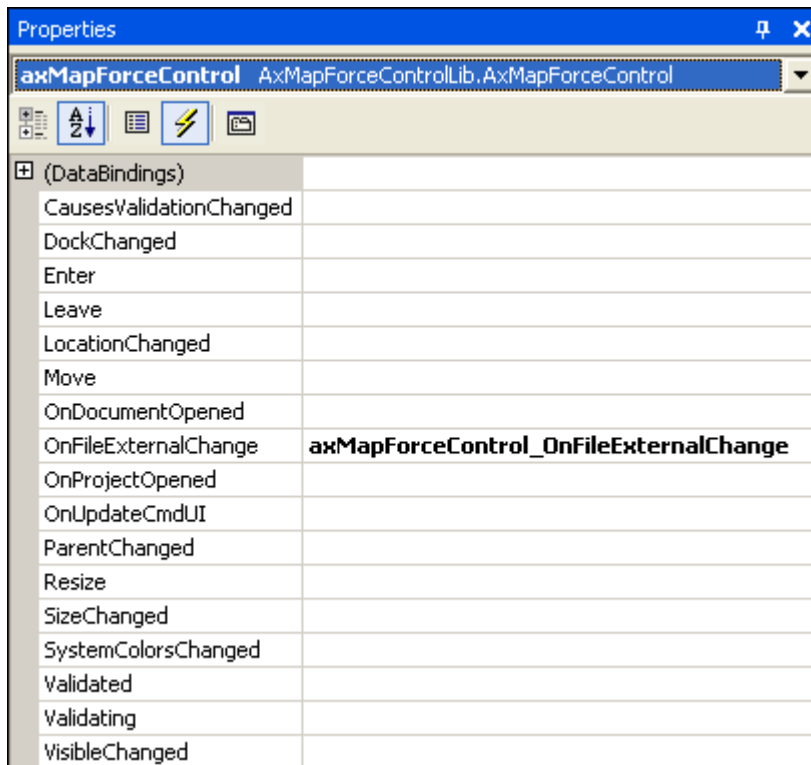 Properties
axMapForceControl AxMapForceControlLib.AxMapForceControl
(DataBindings)
CausesValidationChanged
DockChanged
Enter
Leave
LocationChanged
Move
OnDocumentOpened
OnFileExternalChange axMapForceControl_OnFileExternalChange
OnProjectOpened
OnUpdateCmdUI
ParentChanged
Resize
SizeChanged
SystemColorsChanged
Validated
Validating
VisibleChanged